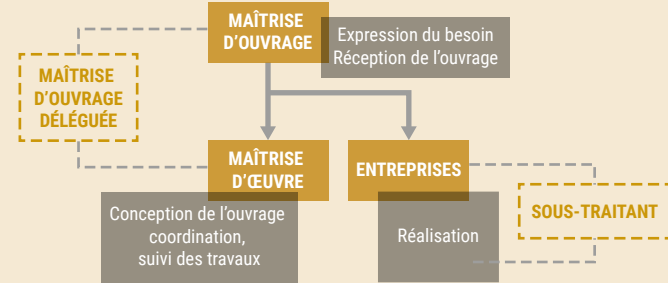 MAÎTRISE
D'OUVRAGE
Expression du besoin
Réception de l'ouvrage
MAÎTRISE
D'OUVRAGE
DÉLÉGUÉE
MAÎTRISE
D'ŒUVRE
Conception de l'ouvrage
coordination,
suivi des travaux
ENTREPRISES
Réalisation
SOUS-TRAITANT